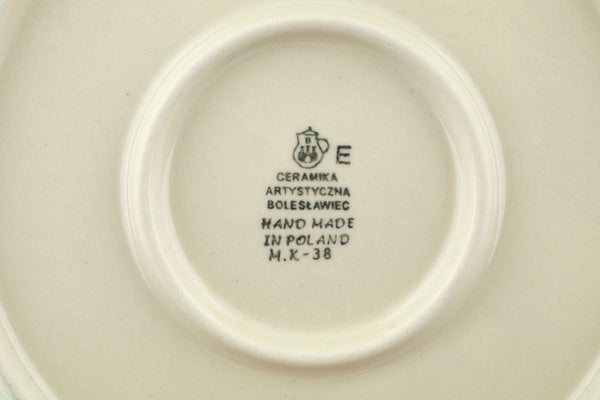 B E
CERAMIKA
ARTYSTYCZNA
BOLESŁAWIEC
HAND MADE
IN POLAND
M.K-38